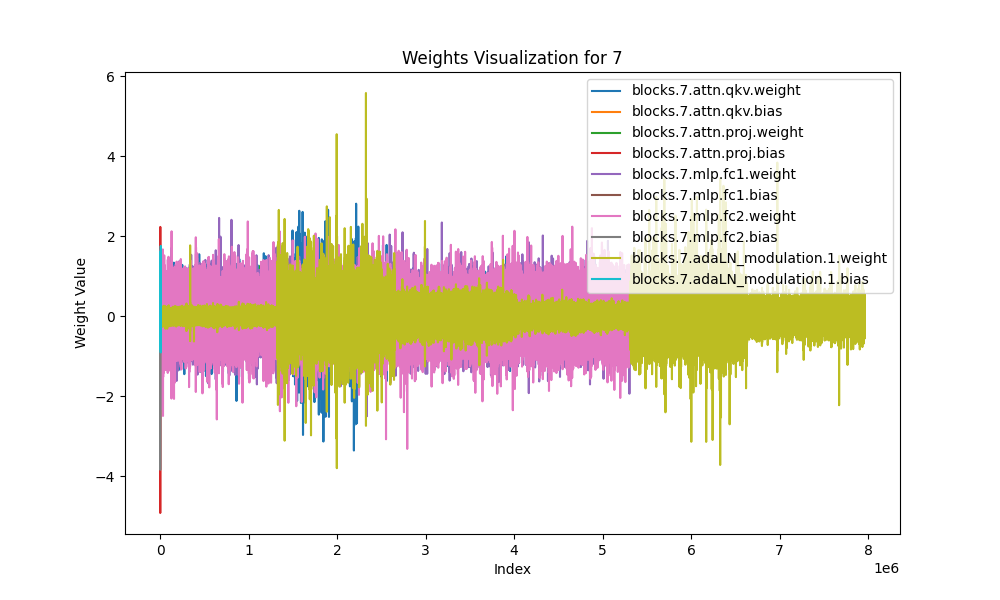 Weights Visualization for 7
6
4
2
0
−2
−4
Weight Value
blocks.7.attn.qkv.weight
blocks.7.attn.qkv.bias
blocks.7.attn.proj.weight
blocks.7.attn.proj.bias
blocks.7.mlp.fc1.weight
blocks.7.mlp.fc1.bias
blocks.7.mlp.fc2.weight
blocks.7.mlp.fc2.bias
blocks.7.adaLN_modulation.1.weight
blocks.7.adaLN_modulation.1.bias
0 1 2 3 4 5 6 7 8
1e6
Index